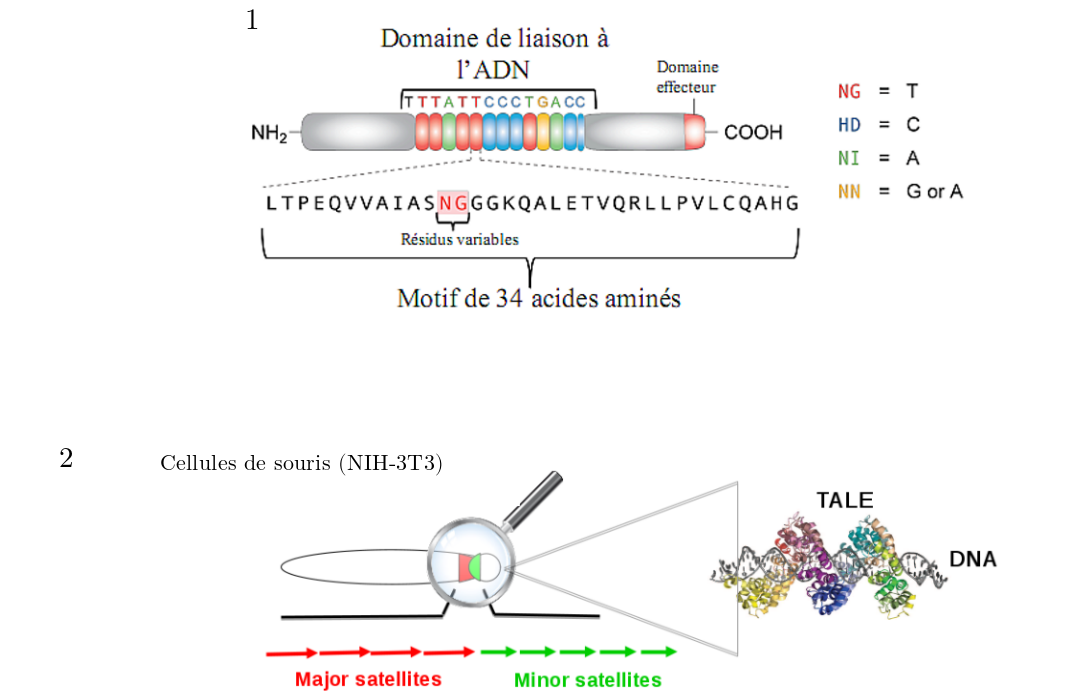 1
Domaine de liaison à
l'ADN
Domaine
effecteur
TTTATTCCCTGACC
NH2
COOH
NG = T
HD = C
NI = A
NN = G or A
LTPEQVVAIASNGGGKQALETVQRLLPVLCQAHG
Résidus variables
Motif de 34 acides aminés
2
Cellules de souris (NIH-3T3)
TALE
DNA
Major satellites
Minor satellites